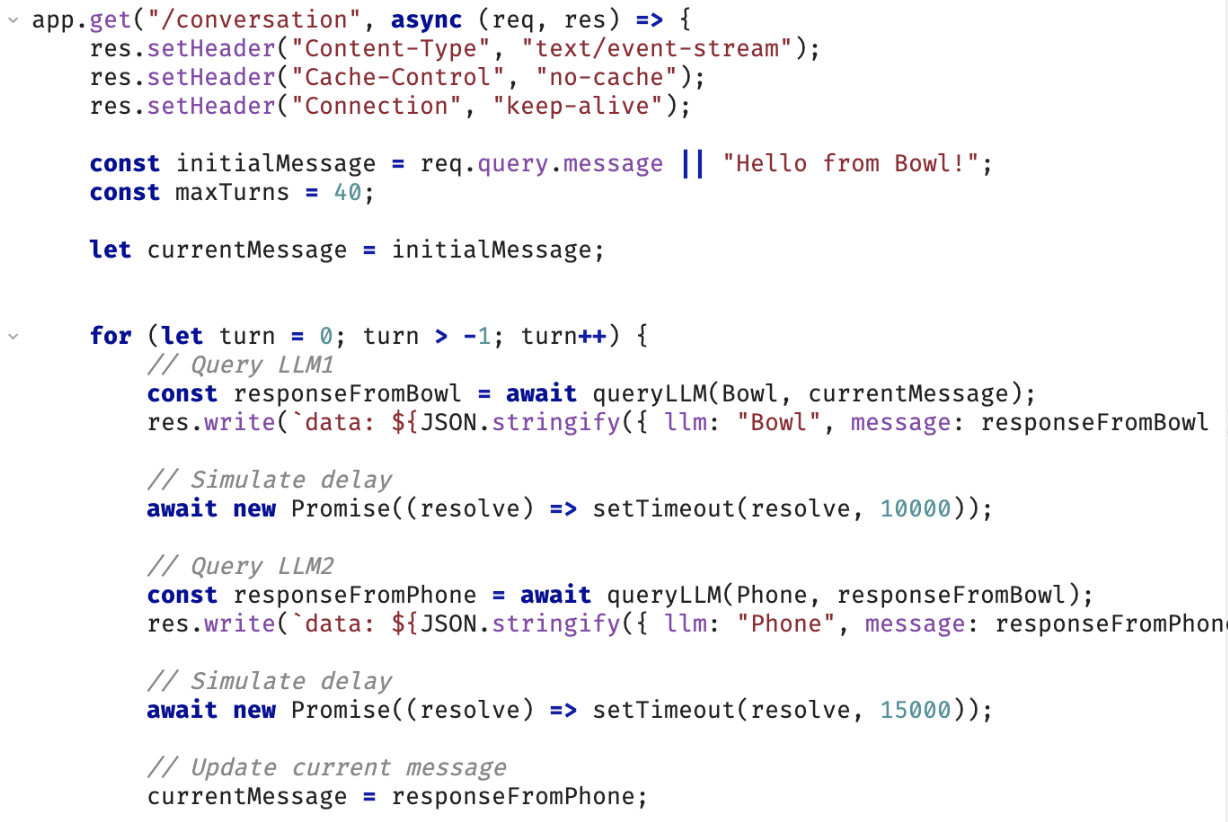 app.get("/conversation", async (req, res) => {
    res.setHeader("Content-Type", "text/event-stream");
    res.setHeader("Cache-Control", "no-cache");
    res.setHeader("Connection", "keep-alive");

    const initialMessage = req.query.message || "Hello from Bowl!";
    const maxTurns = 40;

    let currentMessage = initialMessage;

    for (let turn = 0; turn > -1; turn++) {
        // Query LLM1
        const responseFromBowl = await queryLLM(Bowl, currentMessage);
        res.write(`data: ${JSON.stringify({ llm: "Bowl", message: responseFromBowl

        // Simulate delay
        await new Promise((resolve) => setTimeout(resolve, 10000));

        // Query LLM2
        const responseFromPhone = await queryLLM(Phone, responseFromBowl);
        res.write(`data: ${JSON.stringify({ llm: "Phone", message: responseFromPhon

        // Simulate delay
        await new Promise((resolve) => setTimeout(resolve, 15000));

        // Update current message
        currentMessage = responseFromPhone;